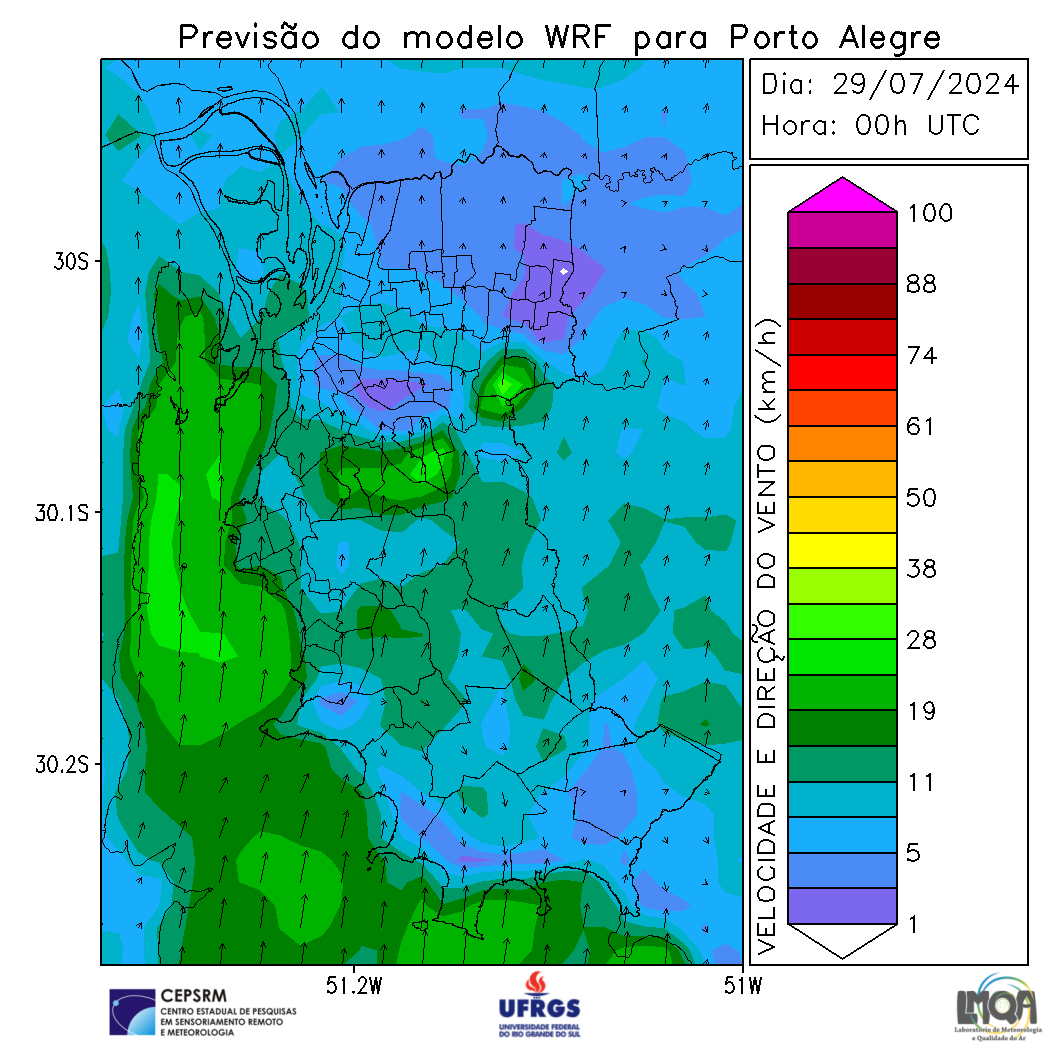 Previsão do modelo WRF para Porto Alegre
Dia: 29/07/2024
Hora: 00h UTC
30S
30.1S
30.2S
51.2W
51W
VELOCIDADE E DIREÇÃO DO VENTO (km/h)
100
88
74
61
50
38
28
19
11
5
1
CEPSRM
CENTRO ESTADUAL DE PESQUISAS
EM SENSORIAMENTO REMOTO
E METEOROLOGIA
UFRGS
UNIVERSIDADE FEDERAL
DO RIO GRANDE DO SUL
LMQA
Laboratório de Meteorologia
e Qualidade do Ar